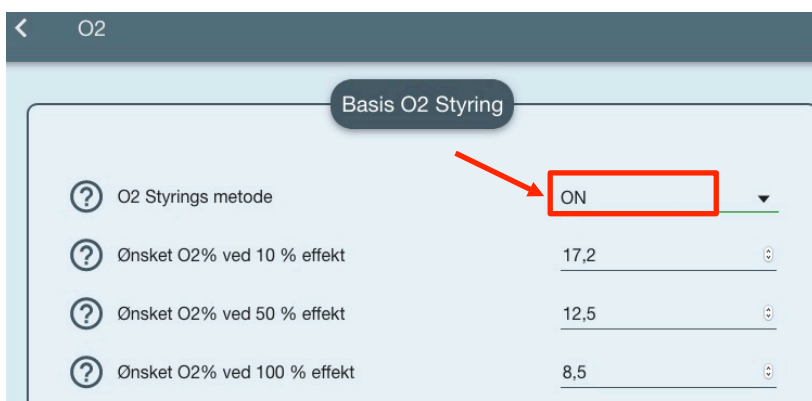 O2
Basis O2 Styring
O2 Styrings metode ON
Ønsket O2% ved 10 % effekt 17,2
Ønsket O2% ved 50 % effekt 12,5
Ønsket O2% ved 100 % effekt 8,5